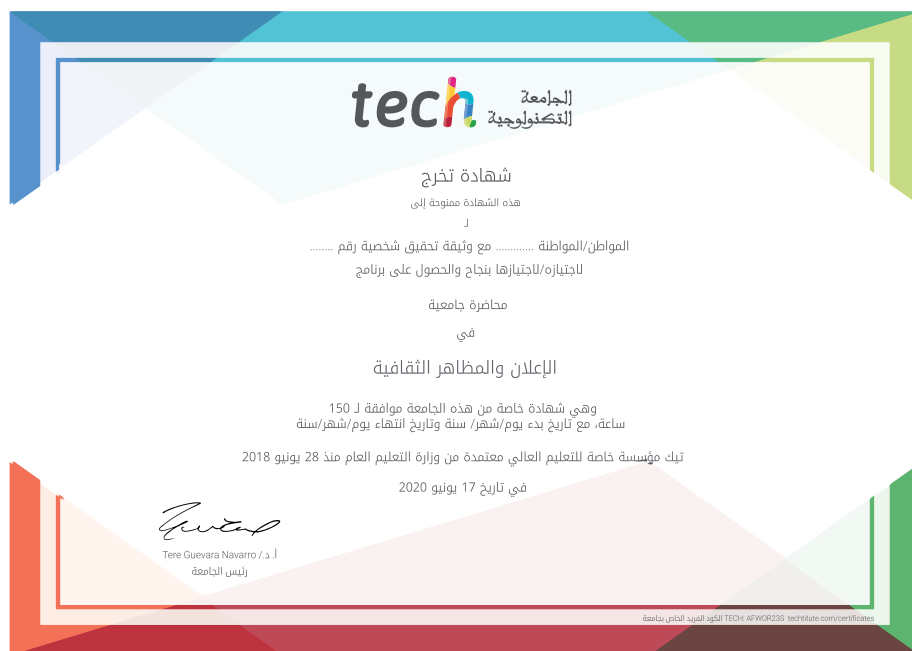 tech الجامعة
التكنولوجية
شهادة تخرج
هذه الشهادة ممنوحة إلى
لـ
المواطن/المواطنة ............ مع وثيقة تحقيق شخصية رقم ........
لاجتيازه/لاجتيازها بنجاح والحصول على برنامج
محاضرة جامعية
في
الإعلان والمظاهر الثقافية
وهي شهادة خاصة من هذه الجامعة موافقة لـ 150
ساعة، مع تاريخ بدء يوم/شهر/ سنة وتاريخ انتهاء يوم/شهر/سنة
تيك مؤسسة خاصة للتعليم العالي معتمدة من وزارة التعليم العام منذ 28 يونيو 2018
في تاريخ 17 يونيو 2020
أ. د./ Tere Guevara Navarro
رئيس الجامعة
الكود الفريد الخاص بجامعة TECH: AFWOR23S techtitute.com/certificates